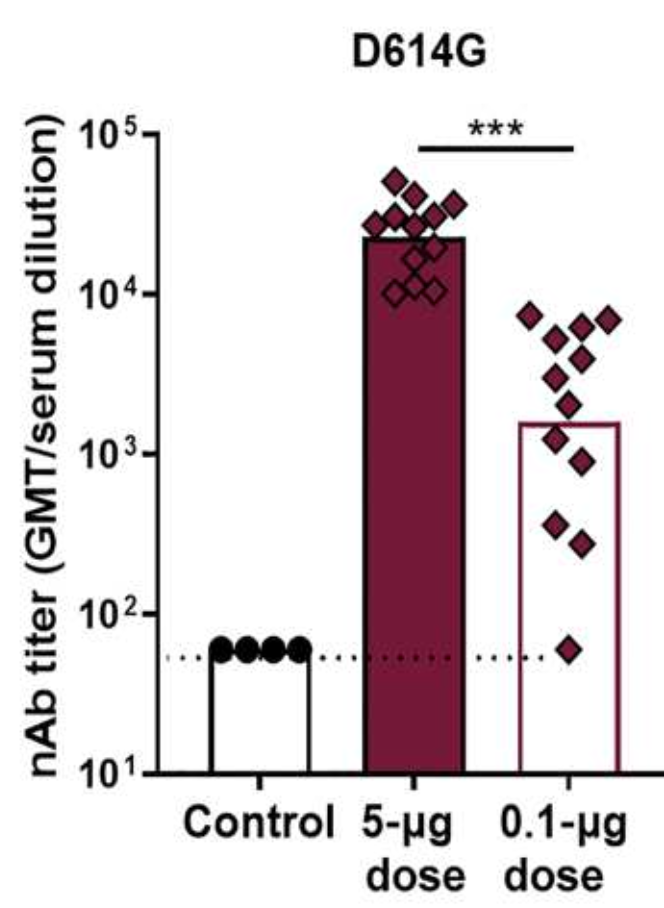 D614G
***
nAb titer (GMT/serum dilution)
10⁵
10⁴
10³
10²
10¹
Control
5-µg
dose
0.1-µg
dose